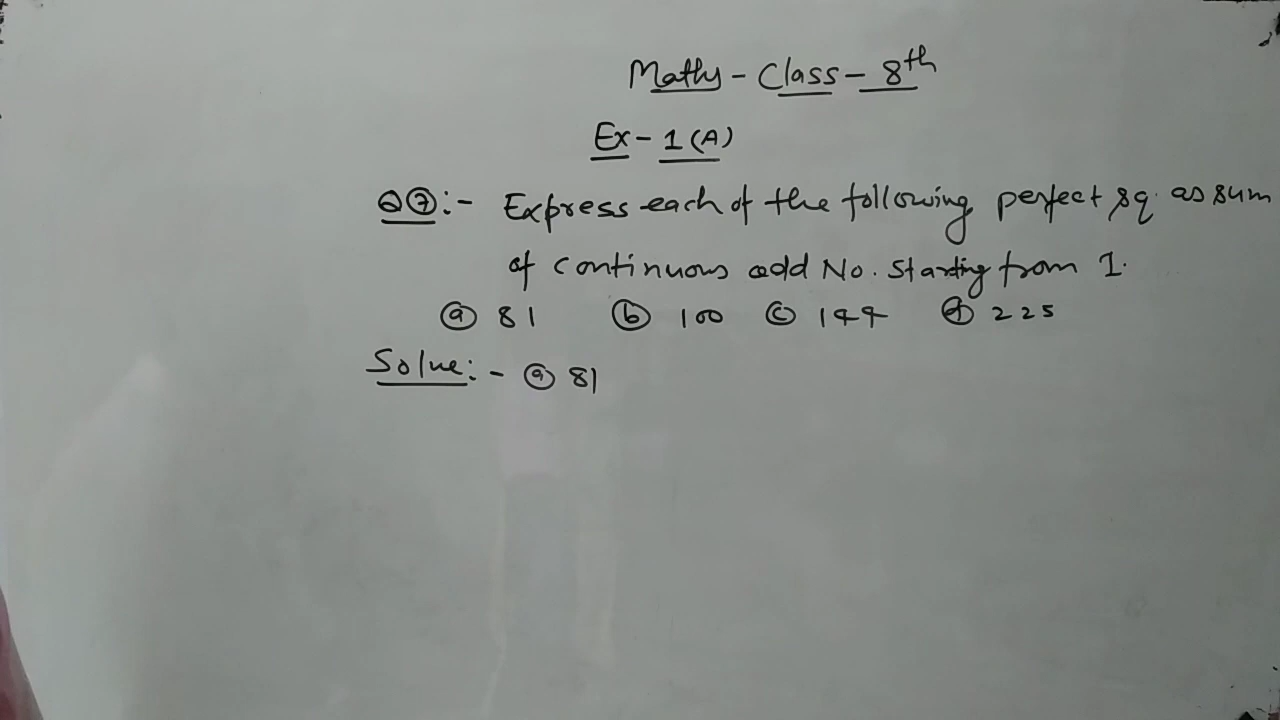 Maths - Class - 8th
Ex - 1 (A)
Q7:- Express each of the following perfect sq. as sum
of continuous odd No. starting from 1.
(a) 81 (b) 100 (c) 144 (d) 225
Solve:- (a) 81